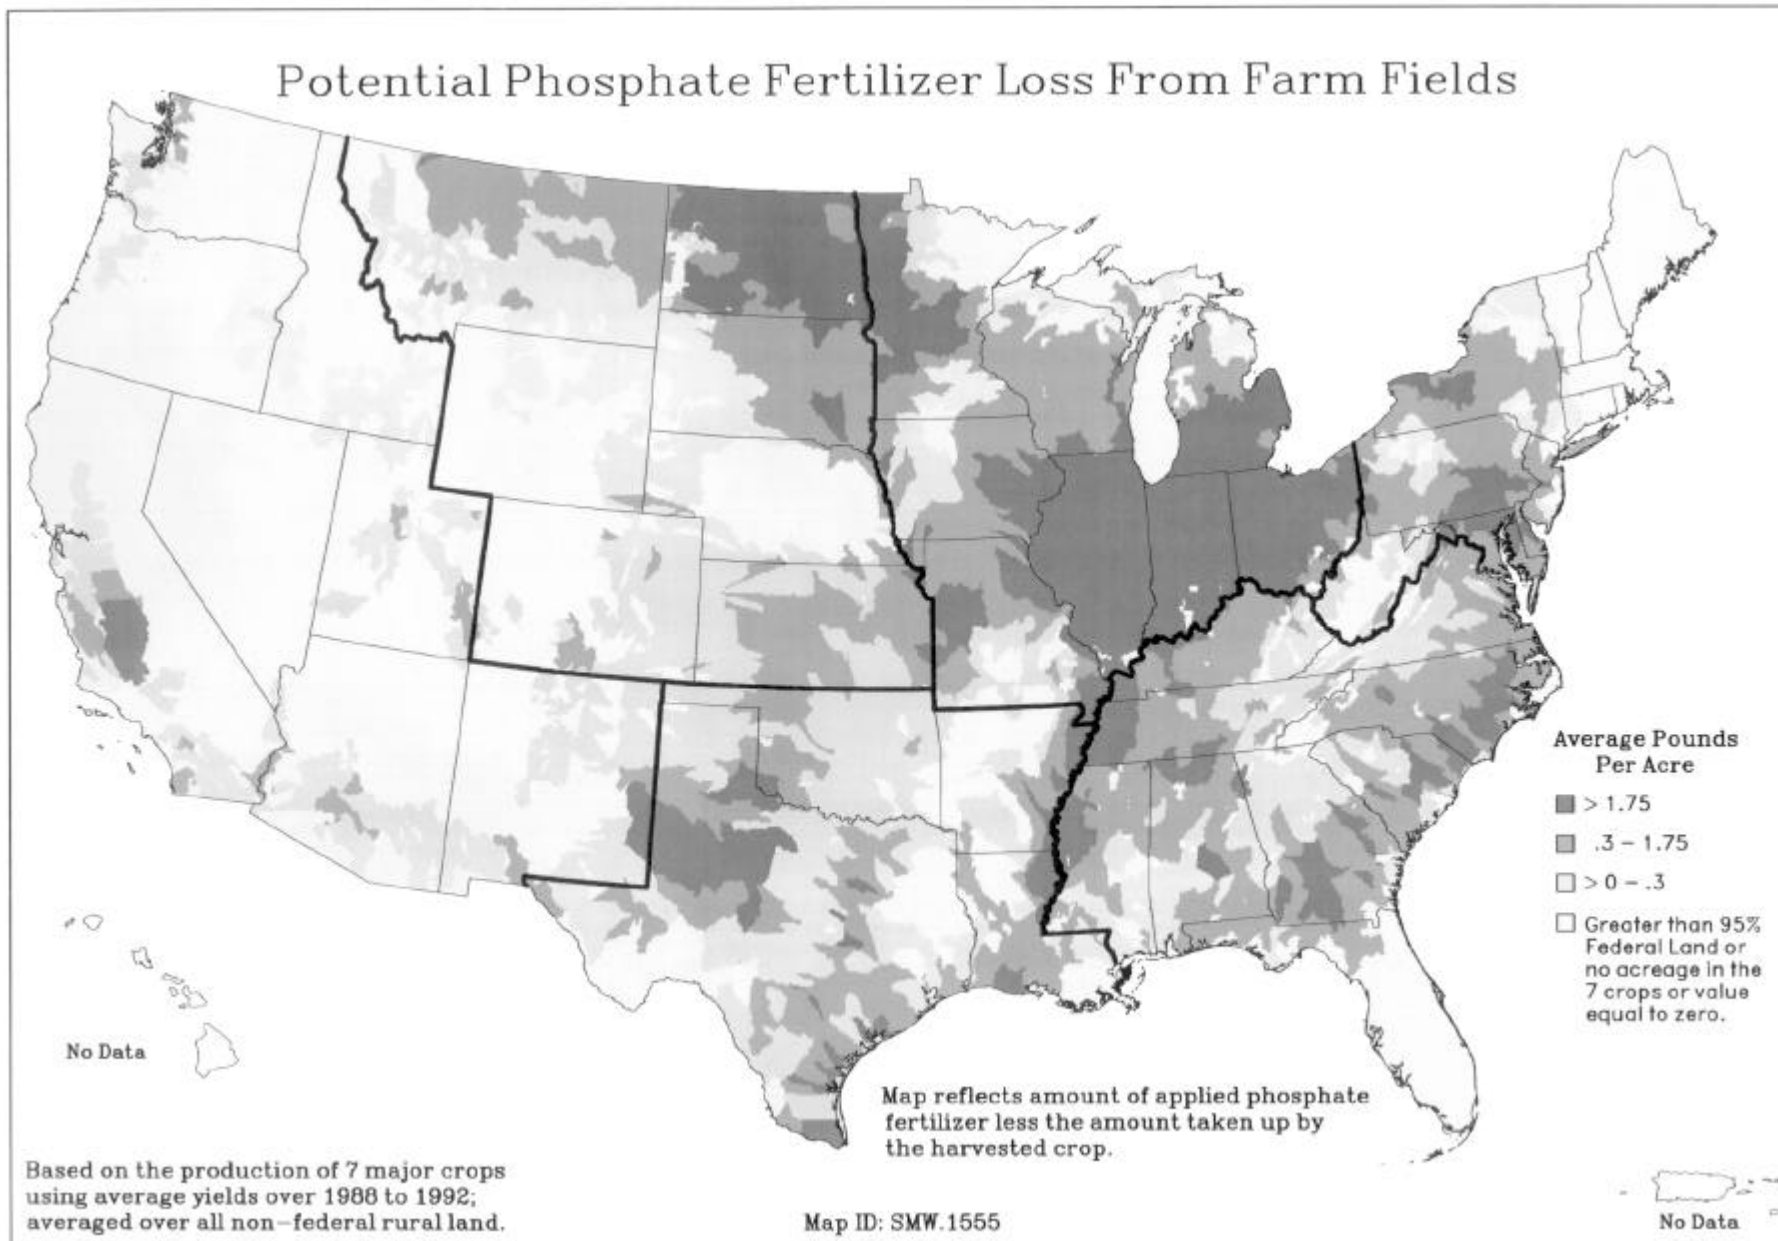 Potential Phosphate Fertilizer Loss From Farm Fields
Average Pounds
Per Acre
> 1.75
.3 – 1.75
> 0 – .3
Greater than 95%
Federal Land or
no acreage in the
7 crops or value
equal to zero.
No Data
Map reflects amount of applied phosphate
fertilizer less the amount taken up by
the harvested crop.
Based on the production of 7 major crops
using average yields over 1988 to 1992;
averaged over all non–federal rural land.
Map ID: SMW.1555
No Data